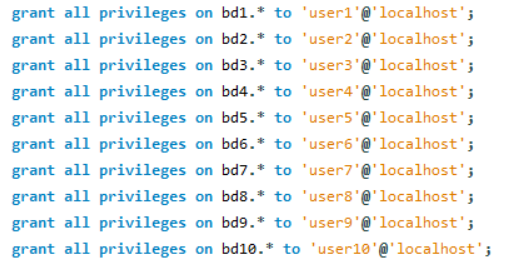 grant all privileges on bd1.* to 'user1'@'localhost';
grant all privileges on bd2.* to 'user2'@'localhost';
grant all privileges on bd3.* to 'user3'@'localhost';
grant all privileges on bd4.* to 'user4'@'localhost';
grant all privileges on bd5.* to 'user5'@'localhost';
grant all privileges on bd6.* to 'user6'@'localhost';
grant all privileges on bd7.* to 'user7'@'localhost';
grant all privileges on bd8.* to 'user8'@'localhost';
grant all privileges on bd9.* to 'user9'@'localhost';
grant all privileges on bd10.* to 'user10'@'localhost';